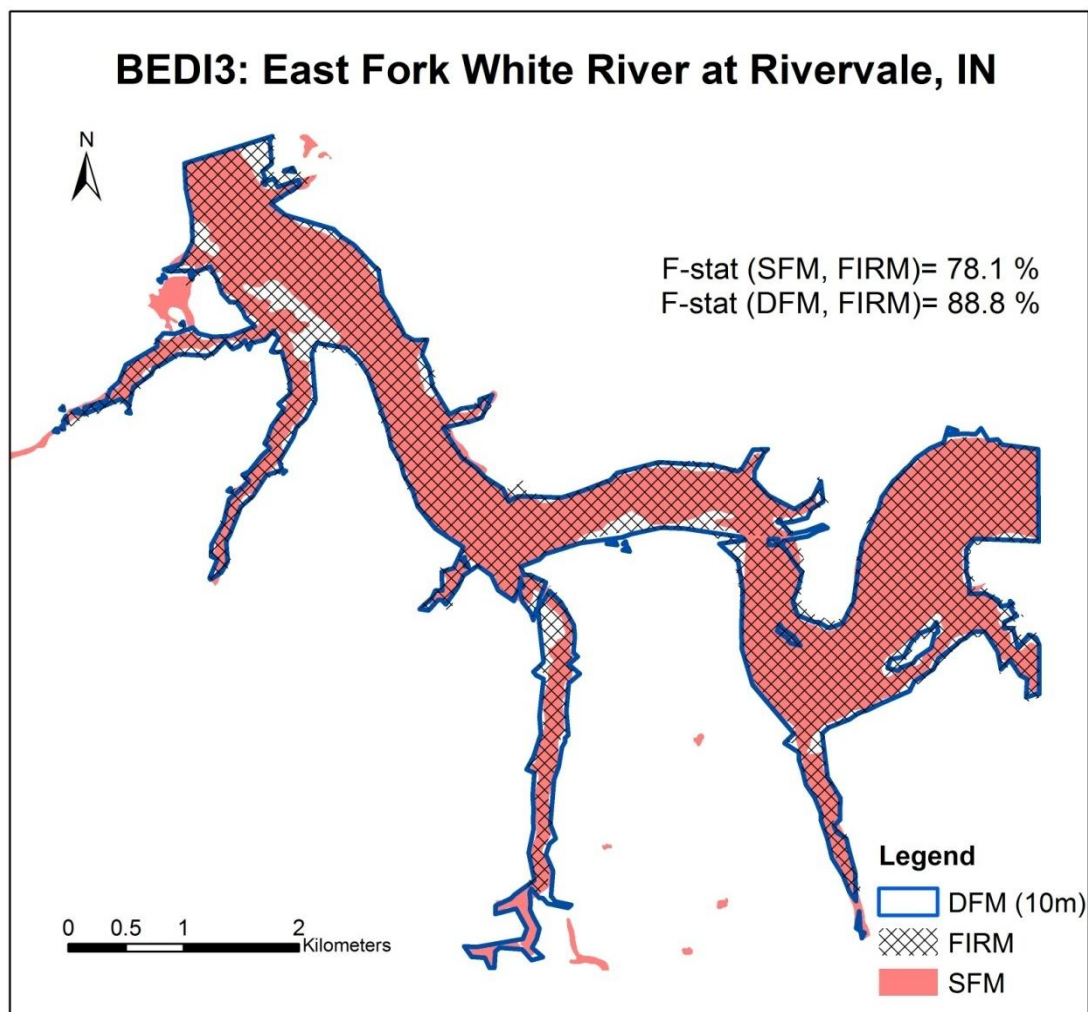 BEDI3: East Fork White River at Rivervale, IN
N
F-stat (SFM, FIRM)= 78.1 %
F-stat (DFM, FIRM)= 88.8 %
Legend
DFM (10m)
FIRM
SFM
0 0.5 1 2
Kilometers